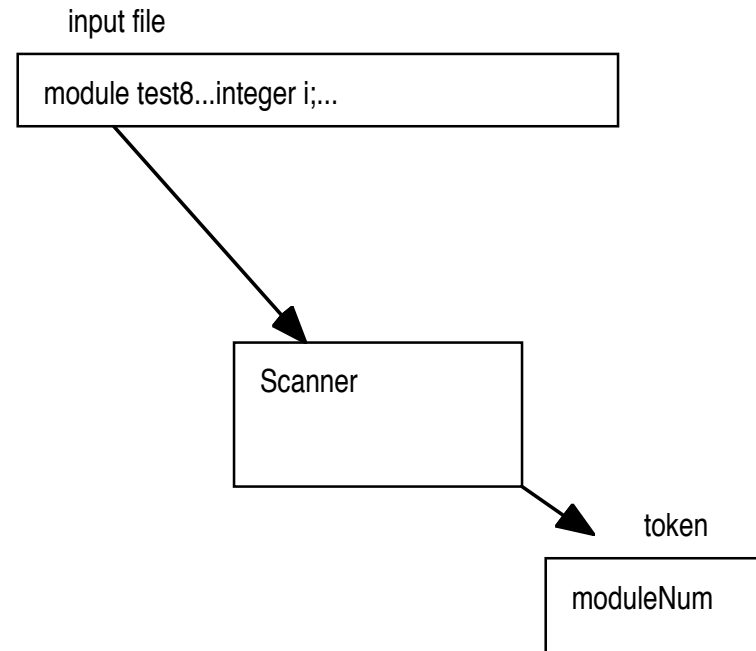 input file
module test8...integer i;...
Scanner
token
moduleNum